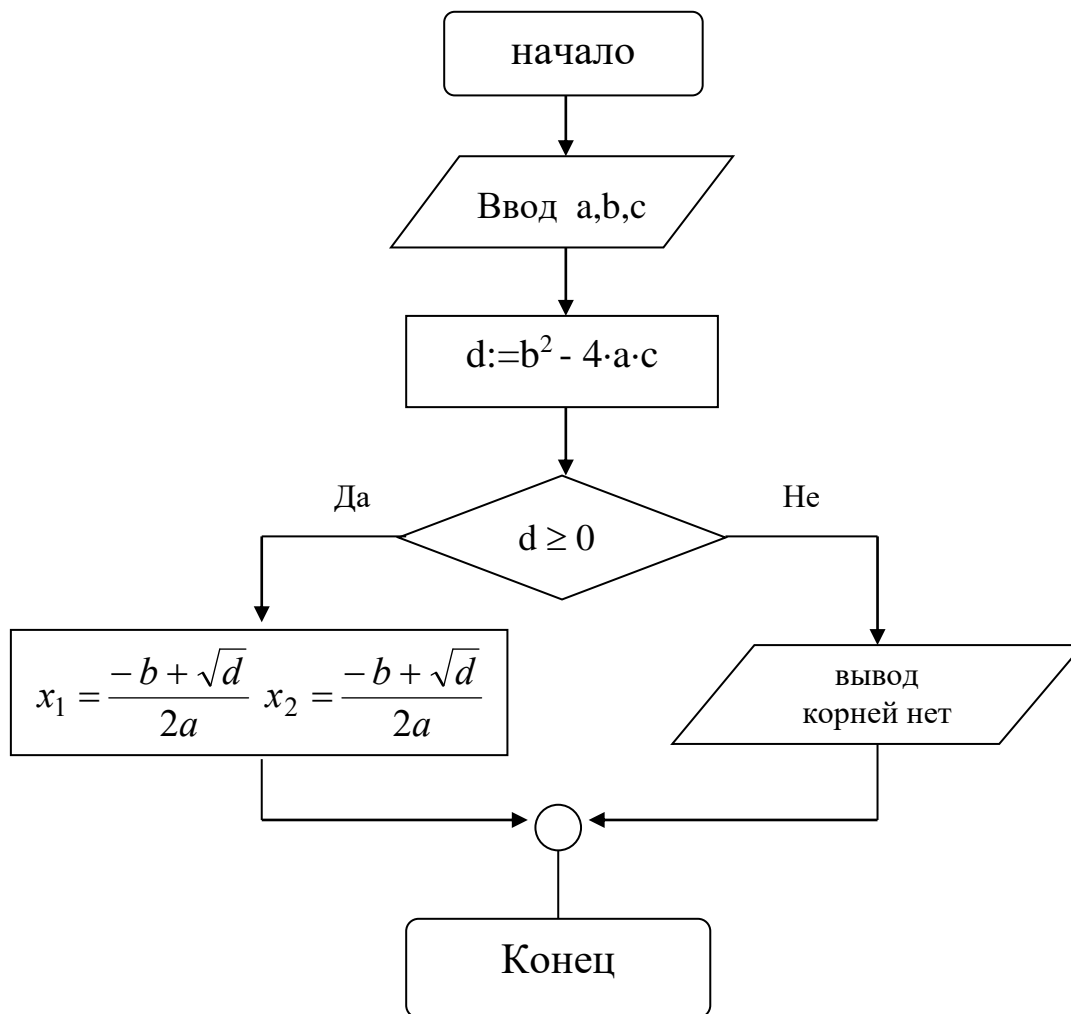 начало
Ввод a,b,c
d:=b² - 4·a·c
Да
Не
d ≥ 0
x₁ = (-b + √d)/2a x₂ = (-b + √d)/2a
вывод
корней нет
Конец